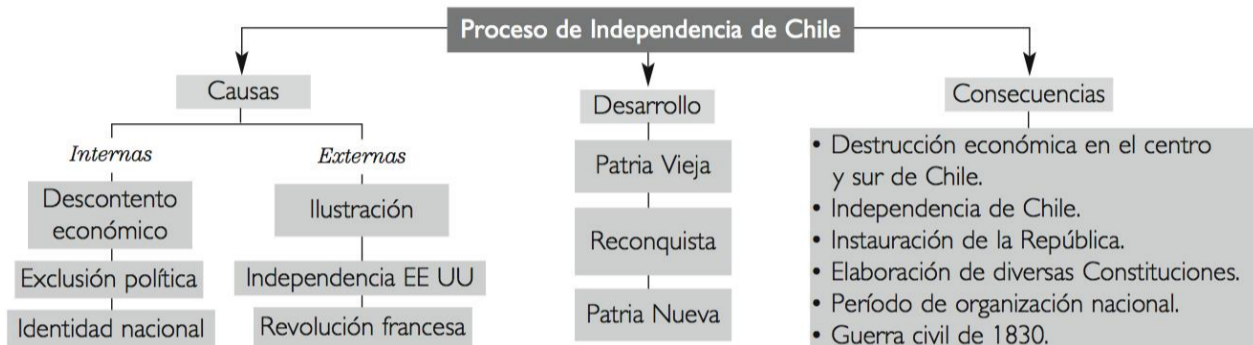 Proceso de Independencia de Chile
Causas
Internas
Descontento
económico
Exclusión política
Identidad nacional
Externas
Ilustración
Independencia EE UU
Revolución francesa
Desarrollo
Patria Vieja
Reconquista
Patria Nueva
Consecuencias
• Destrucción económica en el centro
y sur de Chile.
• Independencia de Chile.
• Instauración de la República.
• Elaboración de diversas Constituciones.
• Período de organización nacional.
• Guerra civil de 1830.